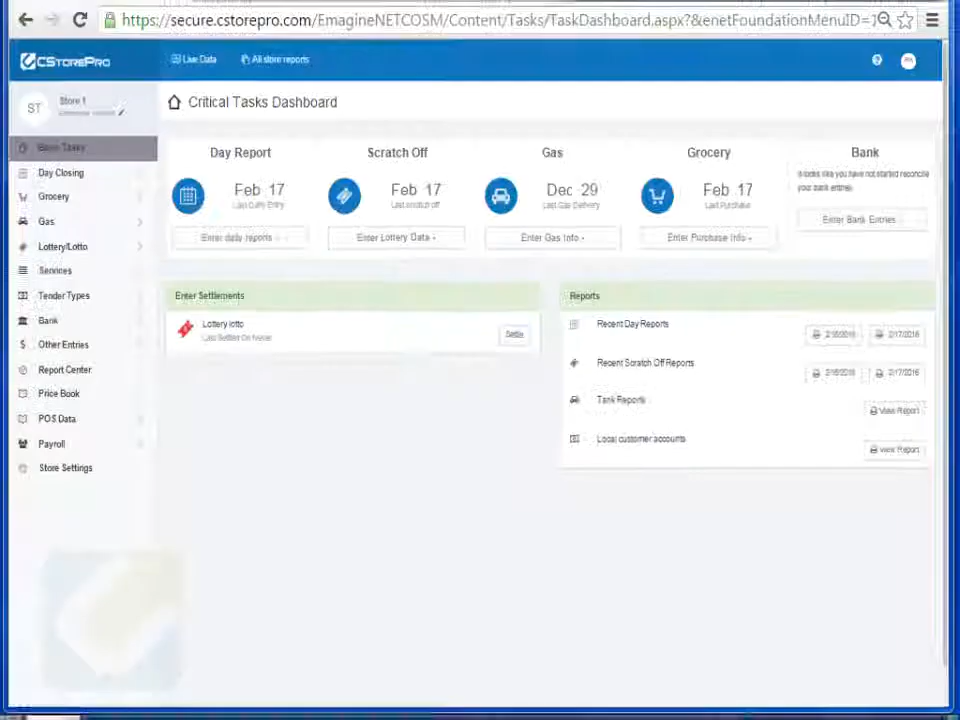 https://secure.cstorepro.com/EmagineNETCOSM/Content/Tasks/TaskDashboard.aspx?&enetFoundationMenuID=
CSTOREPRO
Live Data
All store reports
ST
Store 1
Critical Tasks Dashboard
Tasks
Day Closing
Grocery
Gas
Lottery/Lotto
Services
Tender Types
Bank
Other Entries
Report Center
Price Book
POS Data
Payroll
Store Settings
Day Report
Feb 17
Last Daily Entry
Enter daily reports
Scratch Off
Feb 17
Last scratch off
Enter Lottery Data
Gas
Dec 29
Last Gas Delivery
Enter Gas Info
Grocery
Feb 17
Last Purchase
Enter Purchase Info
Bank
It looks like you have not started reconcile
your bank entries.
Enter Bank Entries
Enter Settlements
Lottery lotto
Last Settled On Never
Settle
Reports
Recent Day Reports
2/16/2016
2/17/2016
Recent Scratch Off Reports
2/16/2016
2/17/2016
Tank Reports
View Report
Local customer accounts
View Report